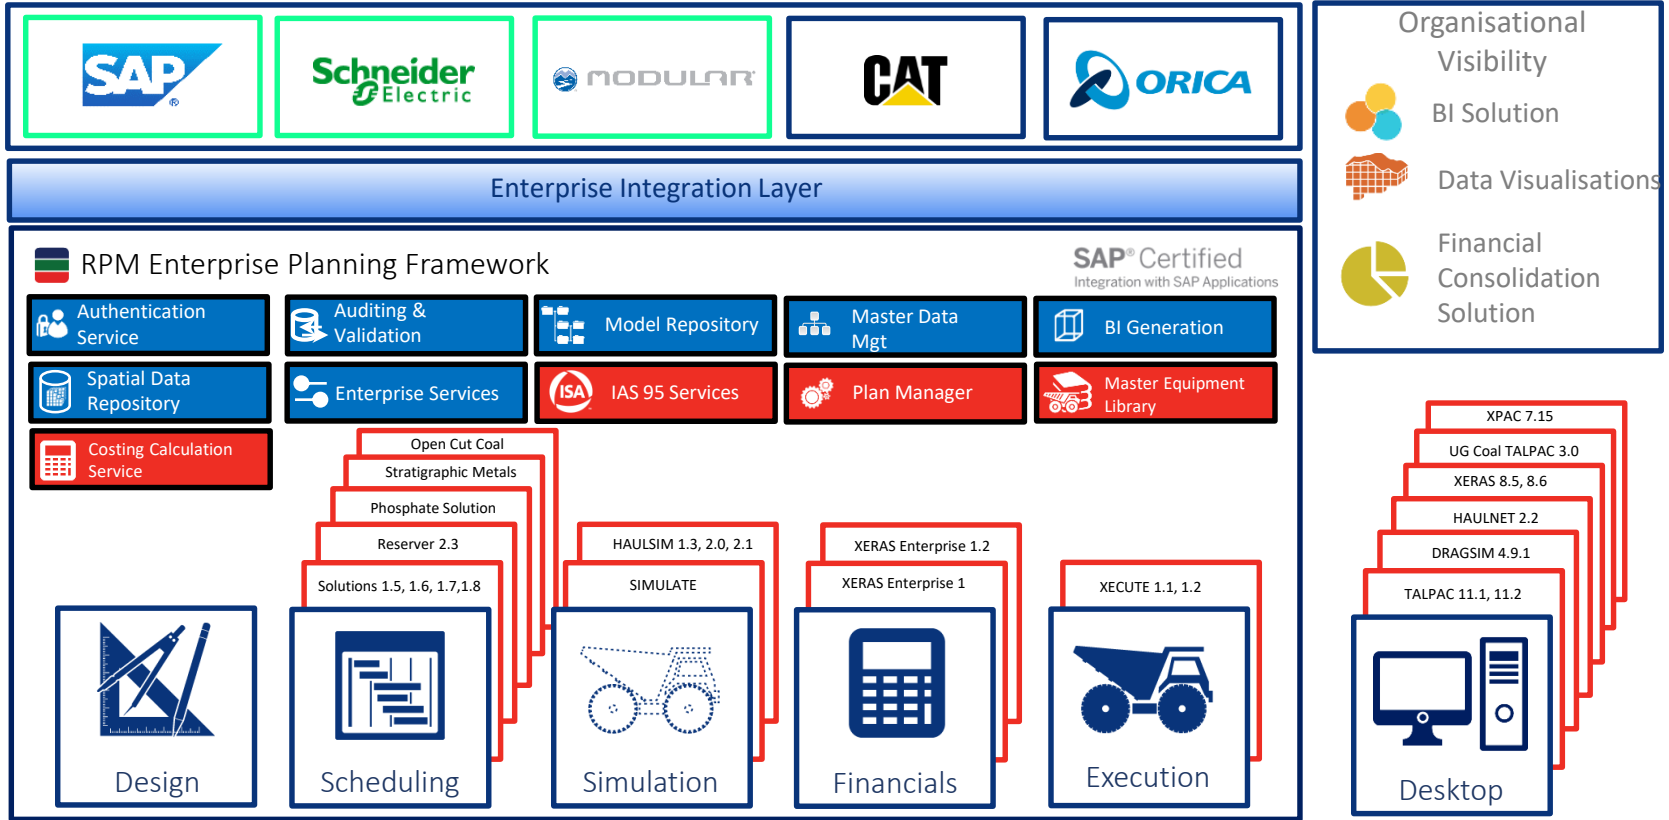 SAP
®
Schneider
Electric
MODULAR
CAT
ORICA
Enterprise Integration Layer
Organisational
Visibility
BI Solution
Data Visualisations
Financial
Consolidation
Solution
RPM Enterprise Planning Framework
SAP® Certified
Integration with SAP Applications
Authentication
Service
Auditing &
Validation
Model Repository
Master Data
Mgt
BI Generation
Spatial Data
Repository
Enterprise Services
ISA
IAS 95 Services
Plan Manager
Master Equipment
Library
Costing Calculation
Service
Open Cut Coal
Stratigraphic Metals
Phosphate Solution
Reserver 2.3
Solutions 1.5, 1.6, 1.7,1.8
HAULSIM 1.3, 2.0, 2.1
SIMULATE
XERAS Enterprise 1.2
XERAS Enterprise 1
XECUTE 1.1, 1.2
Design
Scheduling
Simulation
Financials
Execution
XPAC 7.15
UG Coal TALPAC 3.0
XERAS 8.5, 8.6
HAULNET 2.2
DRAGSIM 4.9.1
TALPAC 11.1, 11.2
Desktop